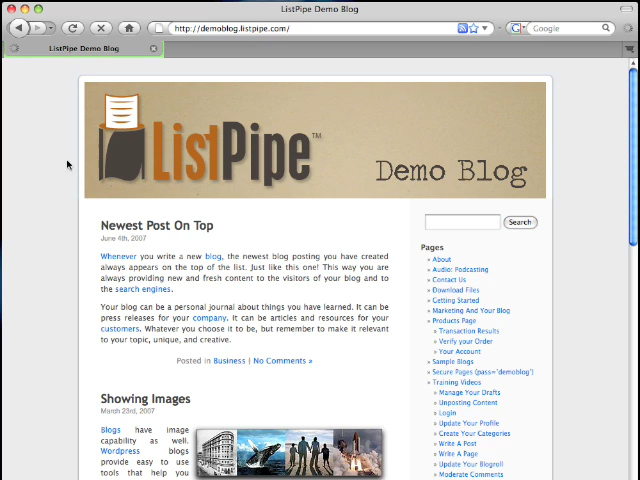 ListPipe Demo Blog
http://demoblog.listpipe.com/
Google
ListPipe Demo Blog
ListPipe™
Demo Blog
Newest Post On Top
June 4th, 2007
Whenever you write a new blog, the newest blog posting you have created
always appears on the top of the list. Just like this one! This way you are
always providing new and fresh content to the visitors of your blog and to
the search engines.
Your blog can be a personal journal about things you have learned. It can be
press releases for your company. It can be articles and resources for your
customers. Whatever you choose it to be, but remember to make it relevant
to your topic, unique, and creative.
Posted in Business | No Comments »
Showing Images
March 23rd, 2007
Blogs have image
capability as well.
Wordpress blogs
provide easy to use
tools that help you
Search
Pages
» About
» Audio: Podcasting
» Contact Us
» Download Files
» Getting Started
» Marketing And Your Blog
» Products Page
» Transaction Results
» Verify your Order
» Your Account
» Sample Blogs
» Secure Pages (pass='demoblog')
» Training Videos
» Manage Your Drafts
» Unposting Content
» Login
» Update Your Profile
» Create Your Categories
» Write A Post
» Write A Page
» Update Your Blogroll
» Moderate Comments